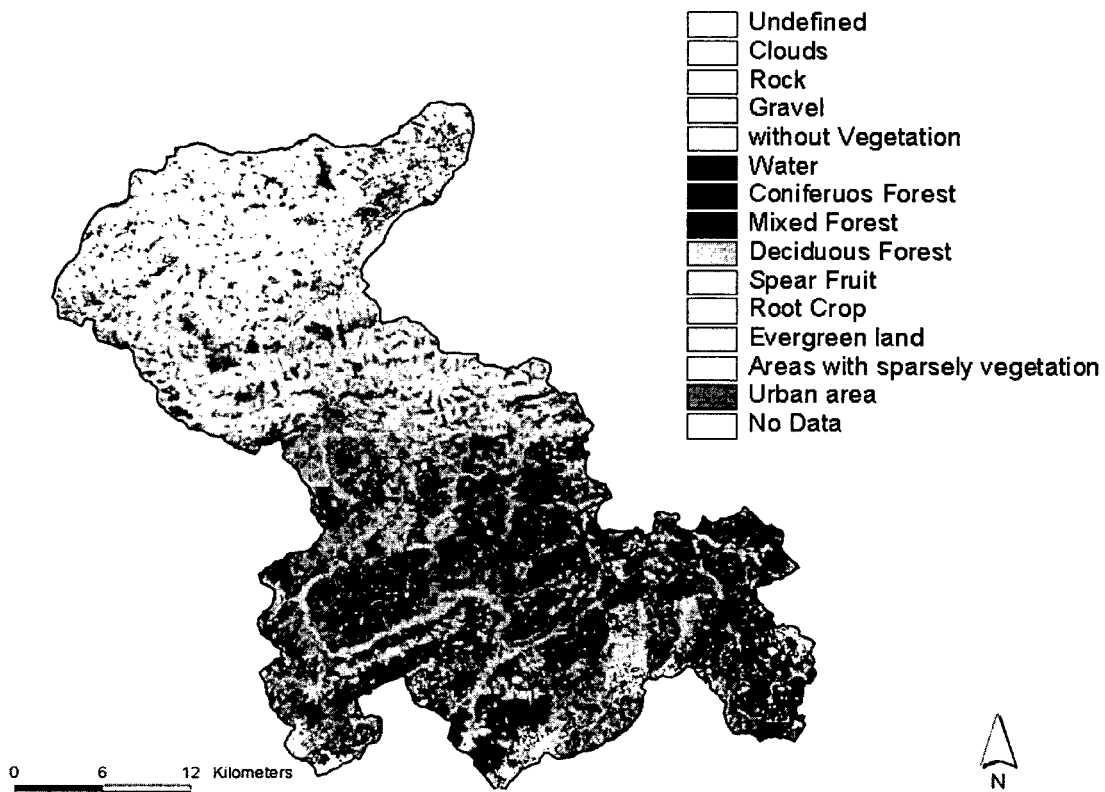 Undefined
Clouds
Rock
Gravel
without Vegetation
Water
Coniferuos Forest
Mixed Forest
Deciduous Forest
Spear Fruit
Root Crop
Evergreen land
Areas with sparsely vegetation
Urban area
No Data
0 6 12 Kilometers
N